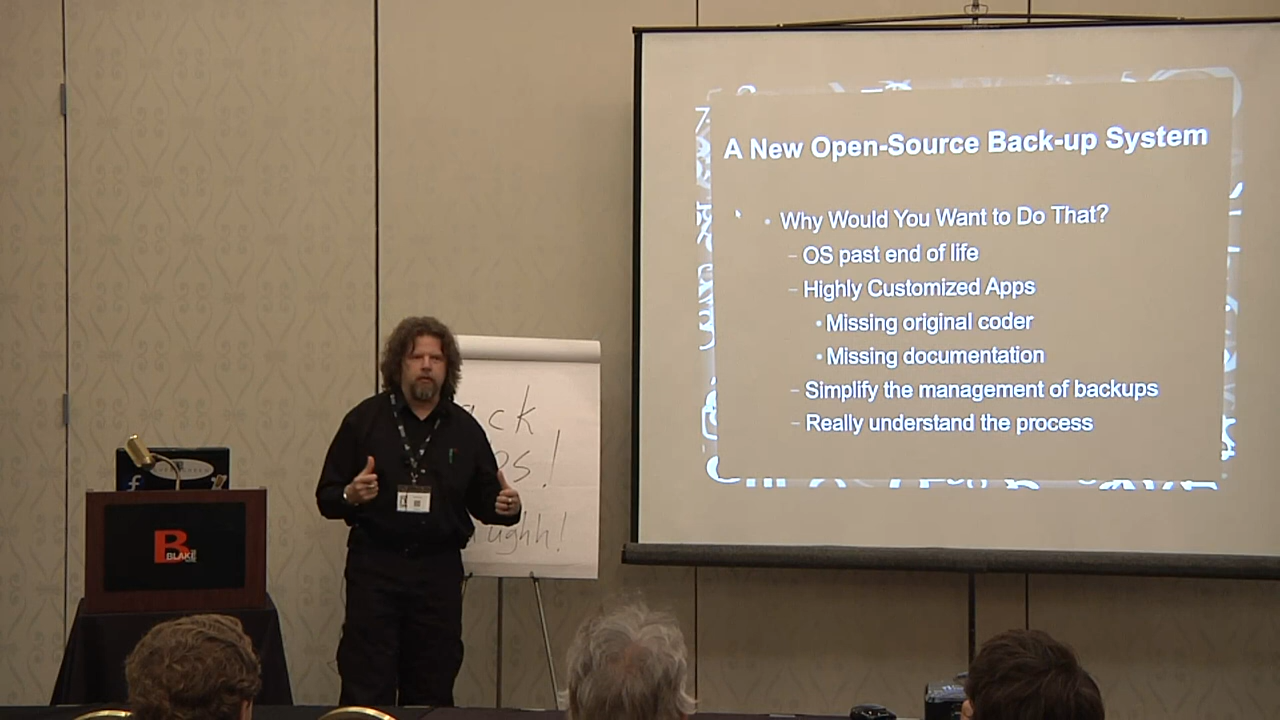 A New Open-Source Back-up System
• Why Would You Want to Do That?
– OS past end of life
– Highly Customized Apps
• Missing original coder
• Missing documentation
– Simplify the management of backups
– Really understand the process
f
B
BLAKE